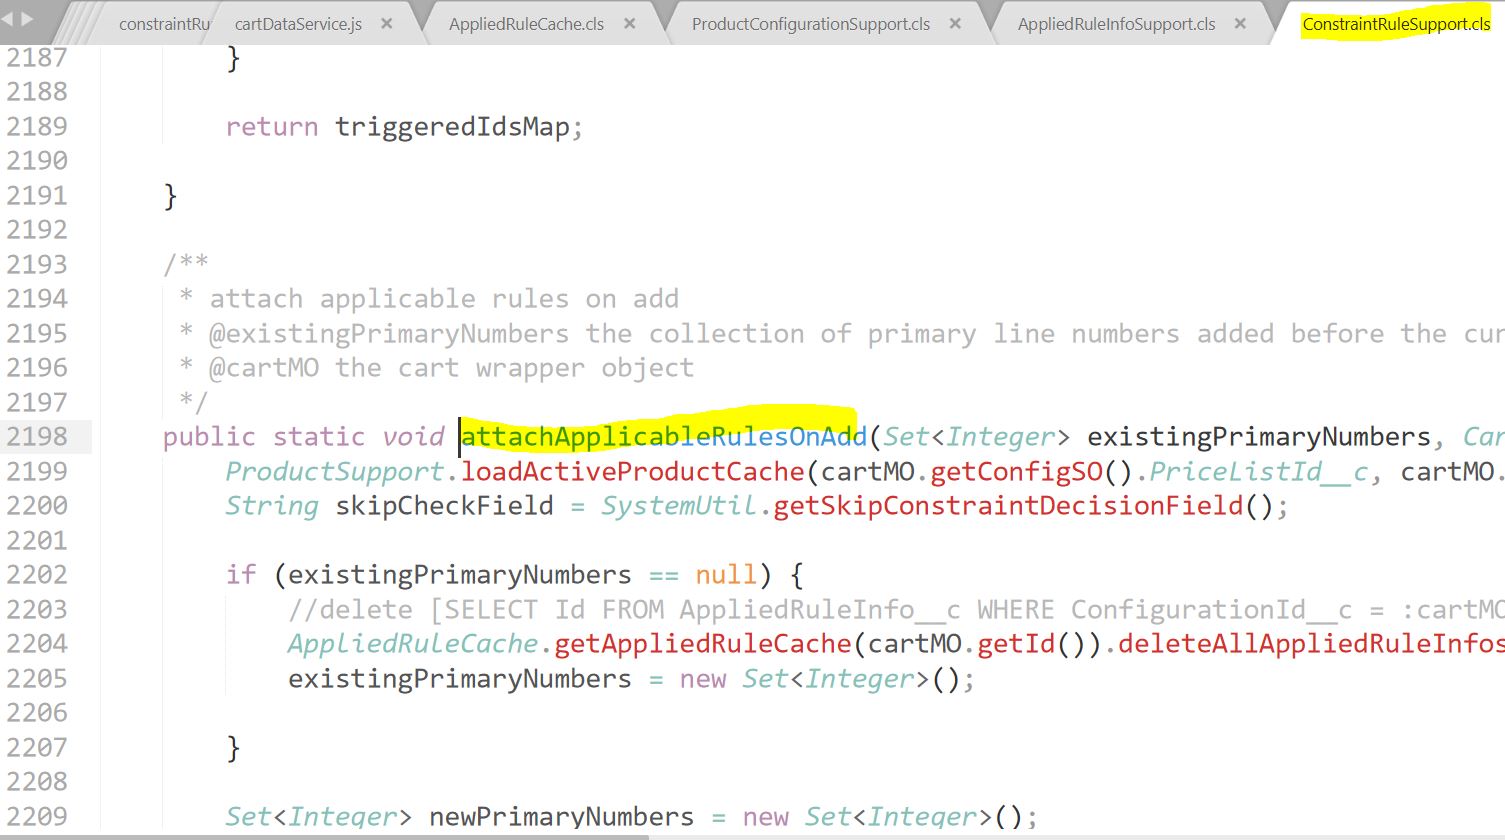 constraintRu cartDataService.js × AppliedRuleCache.cls × ProductConfigurationSupport.cls × AppliedRuleInfoSupport.cls × ConstraintRuleSupport.cls
2187 }
2188
2189 return triggeredIdsMap;
2190
2191 }
2192
2193 /**
2194 * attach applicable rules on add
2195 * @existingPrimaryNumbers the collection of primary line numbers added before the cur
2196 * @cartMO the cart wrapper object
2197 */
2198 public static void attachApplicableRulesOnAdd(Set<Integer> existingPrimaryNumbers, Car
2199 ProductSupport.loadActiveProductCache(cartMO.getConfigSO().PriceListId__c, cartMO.
2200 String skipCheckField = SystemUtil.getSkipConstraintDecisionField();
2201
2202 if (existingPrimaryNumbers == null) {
2203 //delete [SELECT Id FROM AppliedRuleInfo__c WHERE ConfigurationId__c = :cartMO
2204 AppliedRuleCache.getAppliedRuleCache(cartMO.getId()).deleteAllAppliedRuleInfos
2205 existingPrimaryNumbers = new Set<Integer>();
2206
2207 }
2208
2209 Set<Integer> newPrimaryNumbers = new Set<Integer>();